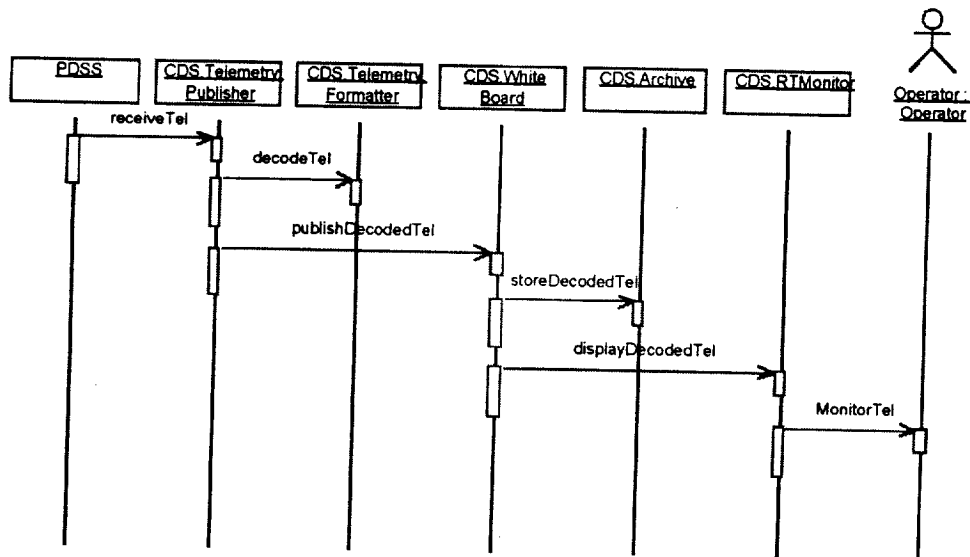 PDSS
CDS.Telemetry
Publisher
CDS.Telemetry
Formatter
CDS.White
Board
CDS.Archive
CDS.RTMonitor
Operator :
Operator
receiveTel
decodeTel
publishDecodedTel
storeDecodedTel
displayDecodedTel
MonitorTel